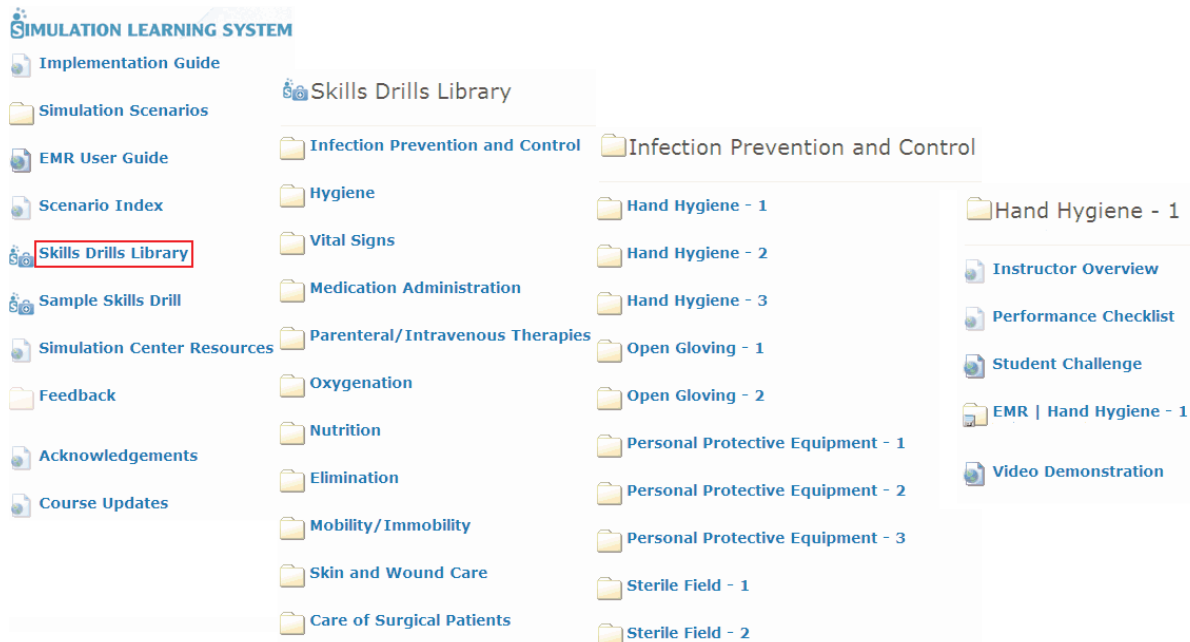 SIMULATION LEARNING SYSTEM
Implementation Guide
Simulation Scenarios
EMR User Guide
Scenario Index
Skills Drills Library
Sample Skills Drill
Simulation Center Resources
Feedback
Acknowledgements
Course Updates
Skills Drills Library
Infection Prevention and Control
Hygiene
Vital Signs
Medication Administration
Parenteral/Intravenous Therapies
Oxygenation
Nutrition
Elimination
Mobility/Immobility
Skin and Wound Care
Care of Surgical Patients
Infection Prevention and Control
Hand Hygiene - 1
Hand Hygiene - 2
Hand Hygiene - 3
Open Gloving - 1
Open Gloving - 2
Personal Protective Equipment - 1
Personal Protective Equipment - 2
Personal Protective Equipment - 3
Sterile Field - 1
Sterile Field - 2
Hand Hygiene - 1
Instructor Overview
Performance Checklist
Student Challenge
EMR | Hand Hygiene - 1
Video Demonstration